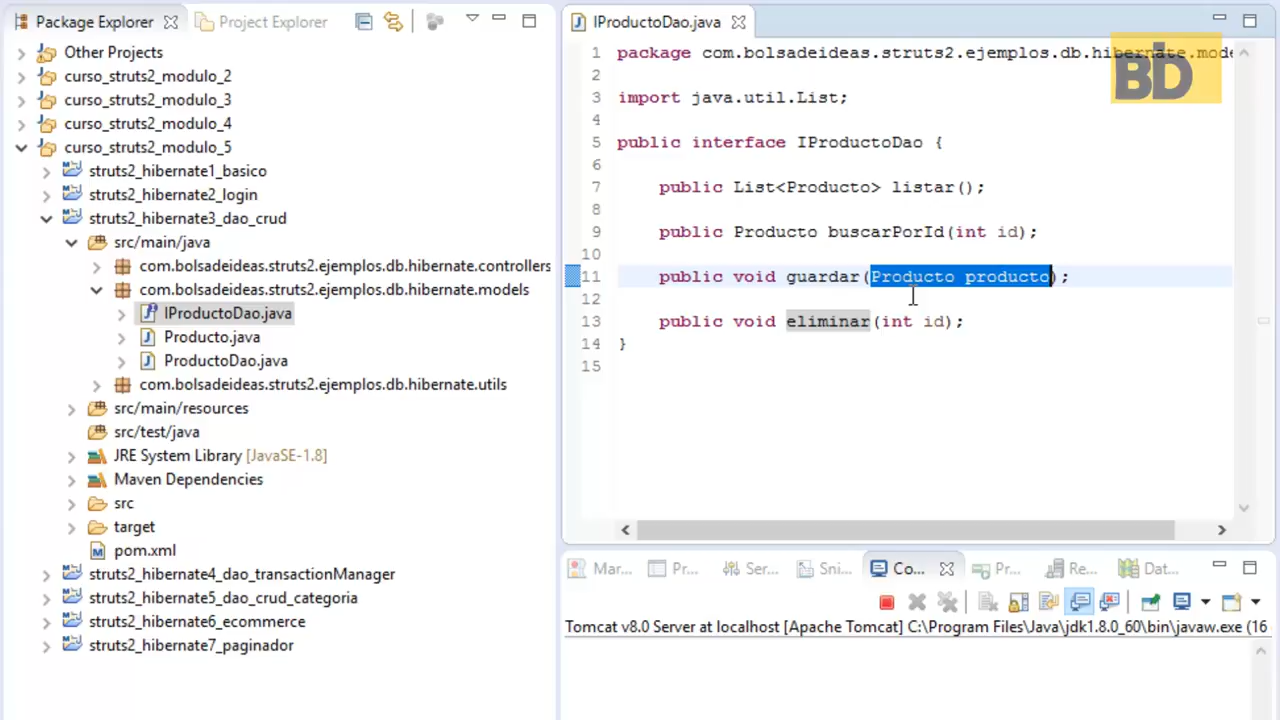 Package Explorer
Project Explorer
Other Projects
curso_struts2_modulo_2
curso_struts2_modulo_3
curso_struts2_modulo_4
curso_struts2_modulo_5
struts2_hibernate1_basico
struts2_hibernate2_login
struts2_hibernate3_dao_crud
src/main/java
com.bolsadeideas.struts2.ejemplos.db.hibernate.controllers
com.bolsadeideas.struts2.ejemplos.db.hibernate.models
IProductoDao.java
Producto.java
ProductoDao.java
com.bolsadeideas.struts2.ejemplos.db.hibernate.utils
src/main/resources
src/test/java
JRE System Library [JavaSE-1.8]
Maven Dependencies
src
target
pom.xml
struts2_hibernate4_dao_transactionManager
struts2_hibernate5_dao_crud_categoria
struts2_hibernate6_ecommerce
struts2_hibernate7_paginador
IProductoDao.java
1 package com.bolsadeideas.struts2.ejemplos.db.hibernate.mode
2
3 import java.util.List;
4
5 public interface IProductoDao {
6
7 public List<Producto> listar();
8
9 public Producto buscarPorId(int id);
10
11 public void guardar(Producto producto);
12
13 public void eliminar(int id);
14 }
15
BD
Mar... Pr... Ser... Sni... Co... Pr... Re... Dat...
Tomcat v8.0 Server at localhost [Apache Tomcat] C:\Program Files\Java\jdk1.8.0_60\bin\javaw.exe (16